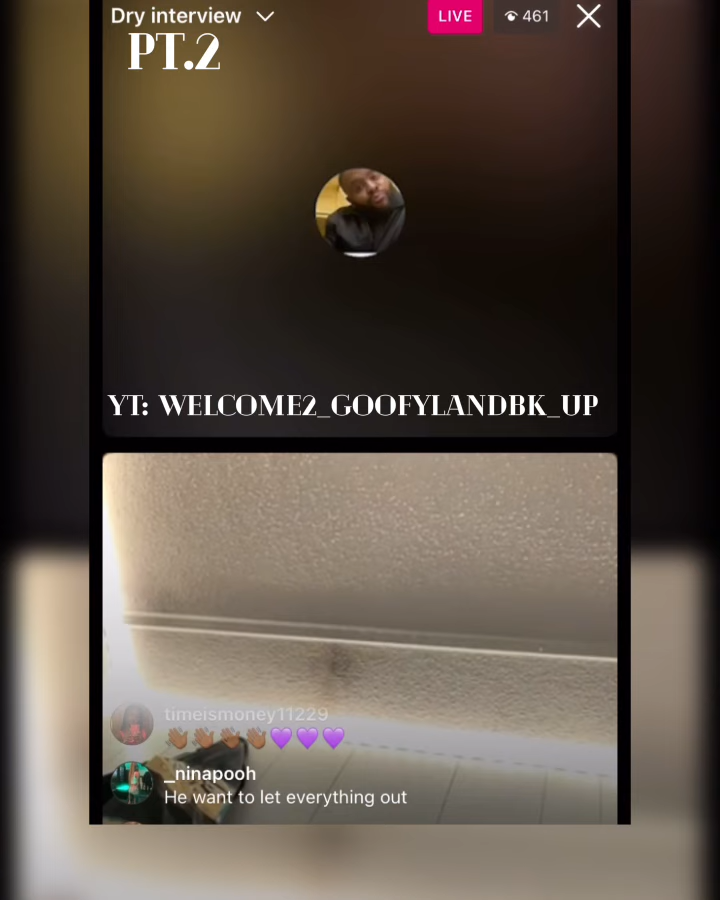 Dry interview
LIVE
461
PT.2
YT: WELCOME2_GOOFYLANDBK_UP
timeismoney11229
👋🏾👋🏾👋🏾👋🏾💜💜💜
_ninapooh
He want to let everything out